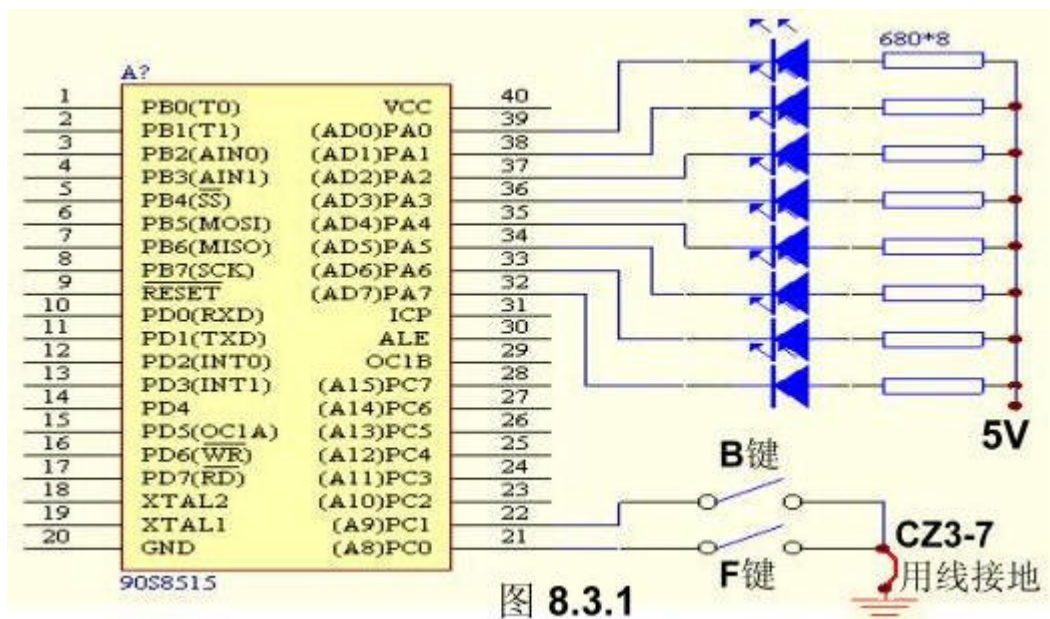 A?
1 PB0(T0) VCC 40
2 PB1(T1) (AD0)PA0 39
3 PB2(AIN0) (AD1)PA1 38
4 PB3(AIN1) (AD2)PA2 37
5 PB4(SS) (AD3)PA3 36
6 PB5(MOSI) (AD4)PA4 35
7 PB6(MISO) (AD5)PA5 34
8 PB7(SCK) (AD6)PA6 33
9 RESET (AD7)PA7 32
10 PD0(RXD) ICP 31
11 PD1(TXD) ALE 30
12 PD2(INT0) OC1B 29
13 PD3(INT1) (A15)PC7 28
14 PD4 (A14)PC6 27
15 PD5(OC1A) (A13)PC5 26
16 PD6(WR) (A12)PC4 25
17 PD7(RD) (A11)PC3 24
18 XTAL2 (A10)PC2 23
19 XTAL1 (A9)PC1 22
20 GND (A8)PC0 21
90S8515
680*8
5V
B键
F键
CZ3-7
用线接地
图 8.3.1